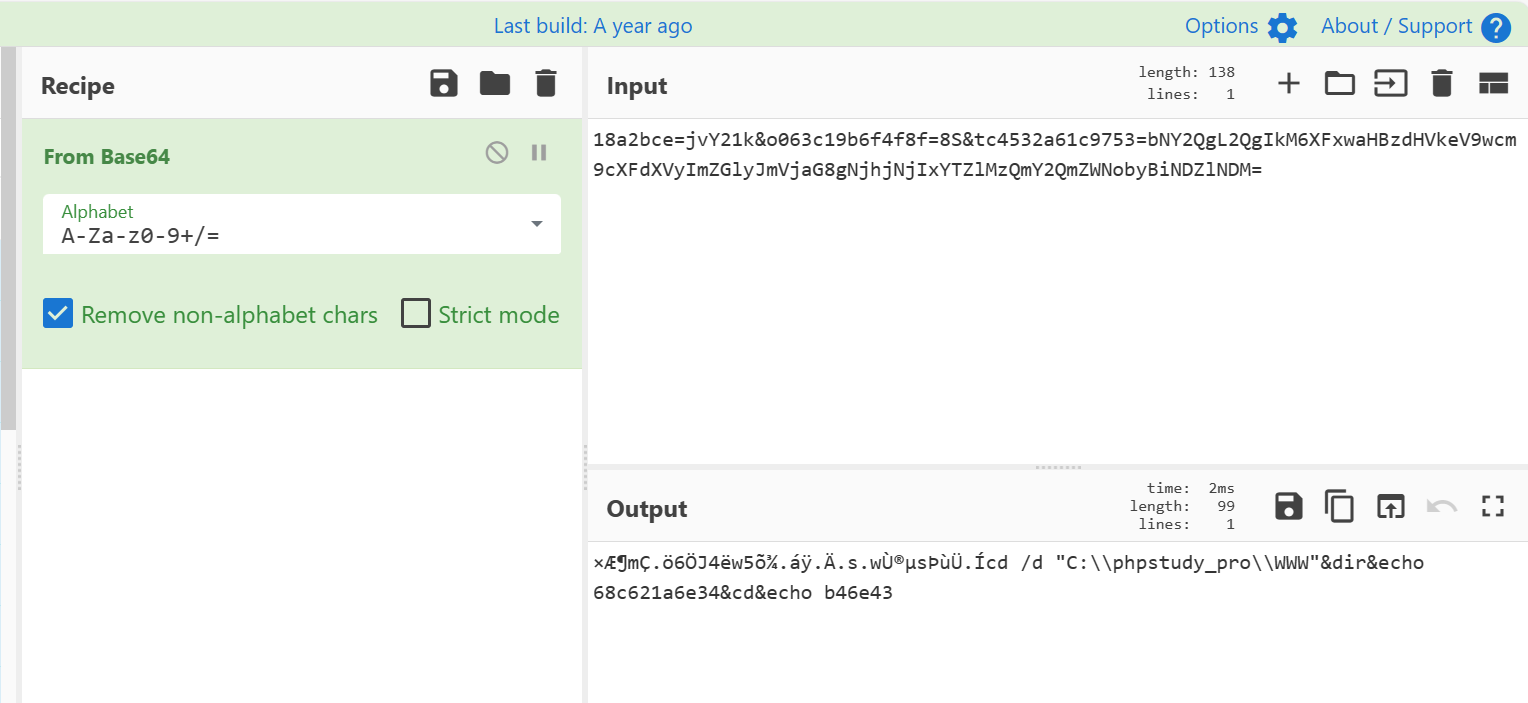 Last build: A year ago
Options
About / Support ?
Recipe
From Base64
Alphabet
A-Za-z0-9+/=
Remove non-alphabet chars
Strict mode
Input
length: 138
lines: 1
18a2bce=jvY21k&o063c19b6f4f8f=8S&tc4532a61c9753=bNY2QgL2QgIkM6XFxwaHBzdHVkeV9wcm
9cXFdXVyImZGlyJmVjaG8gNjhjNjIxYTZlMzQmY2QmZWNobyBiNDZlNDM=
Output
time: 2ms
length: 99
lines: 1
×Æ¶mÇ.ö6ÖJ4ëw5õ¾.áÿ.Ä.s.wÙ®µsÞùÜ.Ícd /d "C:\\phpstudy_pro\\WWW"&dir&echo
68c621a6e34&cd&echo b46e43